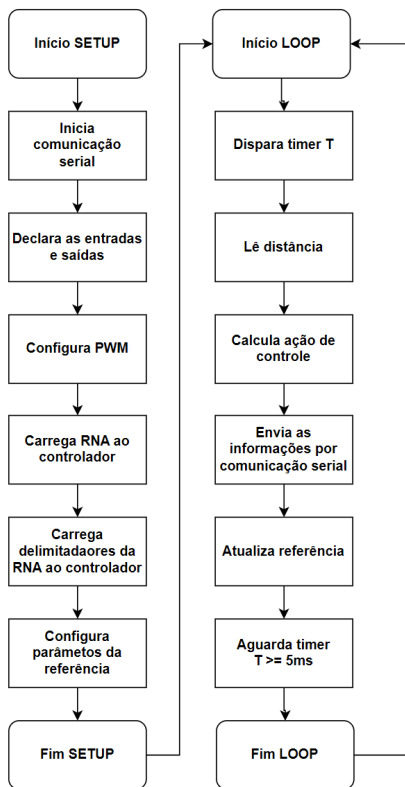 Início SETUP
Inicia
comunicação
serial
Declara as entradas
e saídas
Configura PWM
Carrega RNA ao
controlador
Carrega
delimitadaores da
RNA ao controlador
Configura
parâmetos da
referência
Fim SETUP
Início LOOP
Dispara timer T
Lê distância
Calcula ação de
controle
Envia as
informações por
comunicação serial
Atualiza referência
Aguarda timer
T >= 5ms
Fim LOOP